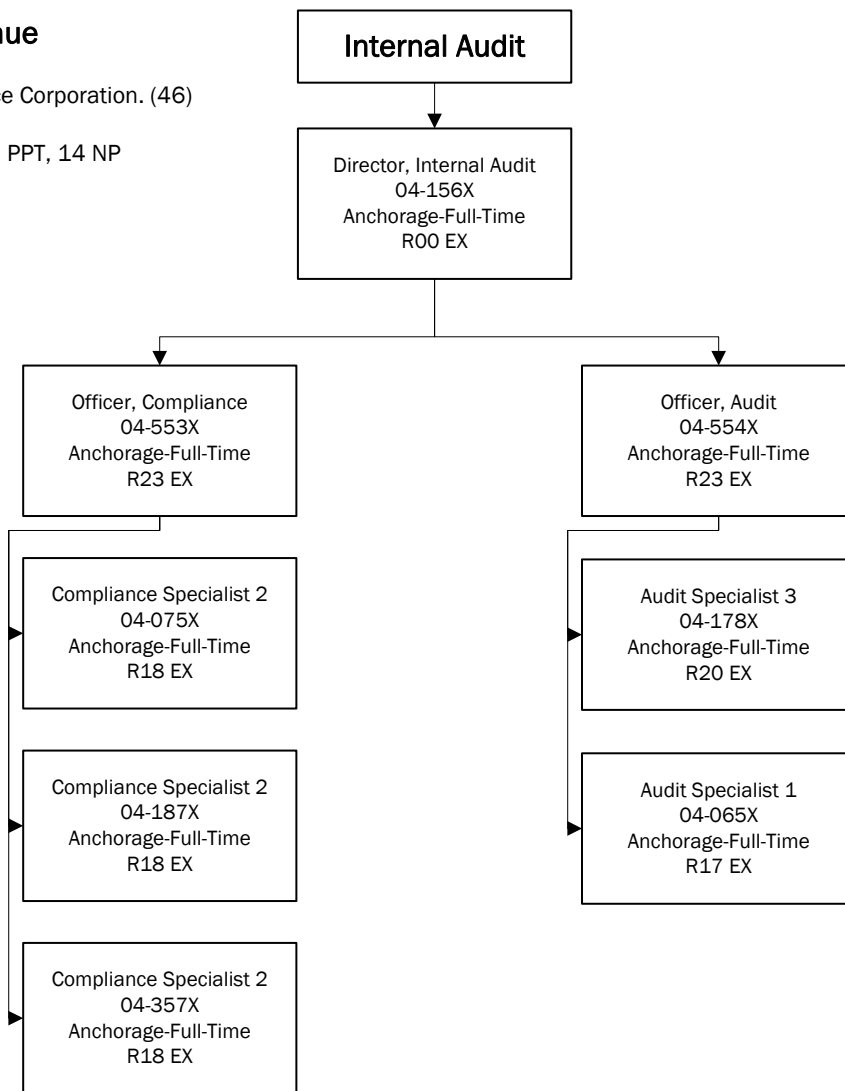 Internal Audit
Corporation. (46)
PPT, 14 NP
Director, Internal Audit
04-156X
Anchorage-Full-Time
R00 EX
Officer, Compliance
04-553X
Anchorage-Full-Time
R23 EX
Officer, Audit
04-554X
Anchorage-Full-Time
R23 EX
Compliance Specialist 2
04-075X
Anchorage-Full-Time
R18 EX
Audit Specialist 3
04-178X
Anchorage-Full-Time
R20 EX
Compliance Specialist 2
04-187X
Anchorage-Full-Time
R18 EX
Audit Specialist 1
04-065X
Anchorage-Full-Time
R17 EX
Compliance Specialist 2
04-357X
Anchorage-Full-Time
R18 EX